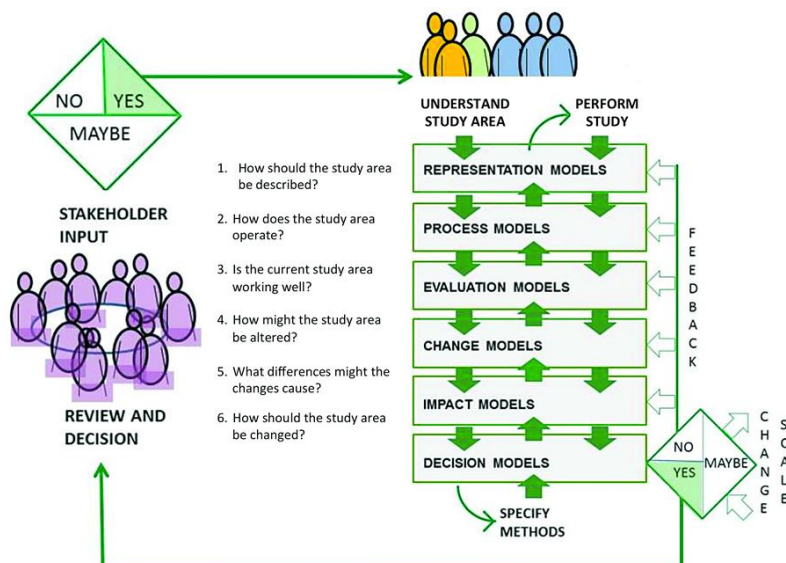 NO
YES
MAYBE
STAKEHOLDER
INPUT
REVIEW AND
DECISION
1. How should the study area
be described?
2. How does the study area
operate?
3. Is the current study area
working well?
4. How might the study area
be altered?
5. What differences might the
changes cause?
6. How should the study area
be changed?
UNDERSTAND
STUDY AREA
PERFORM
STUDY
REPRESENTATION MODELS
PROCESS MODELS
EVALUATION MODELS
CHANGE MODELS
IMPACT MODELS
DECISION MODELS
SPECIFY
METHODS
FEEDBACK
NO
YES
MAYBE
CHANGE
SCALE